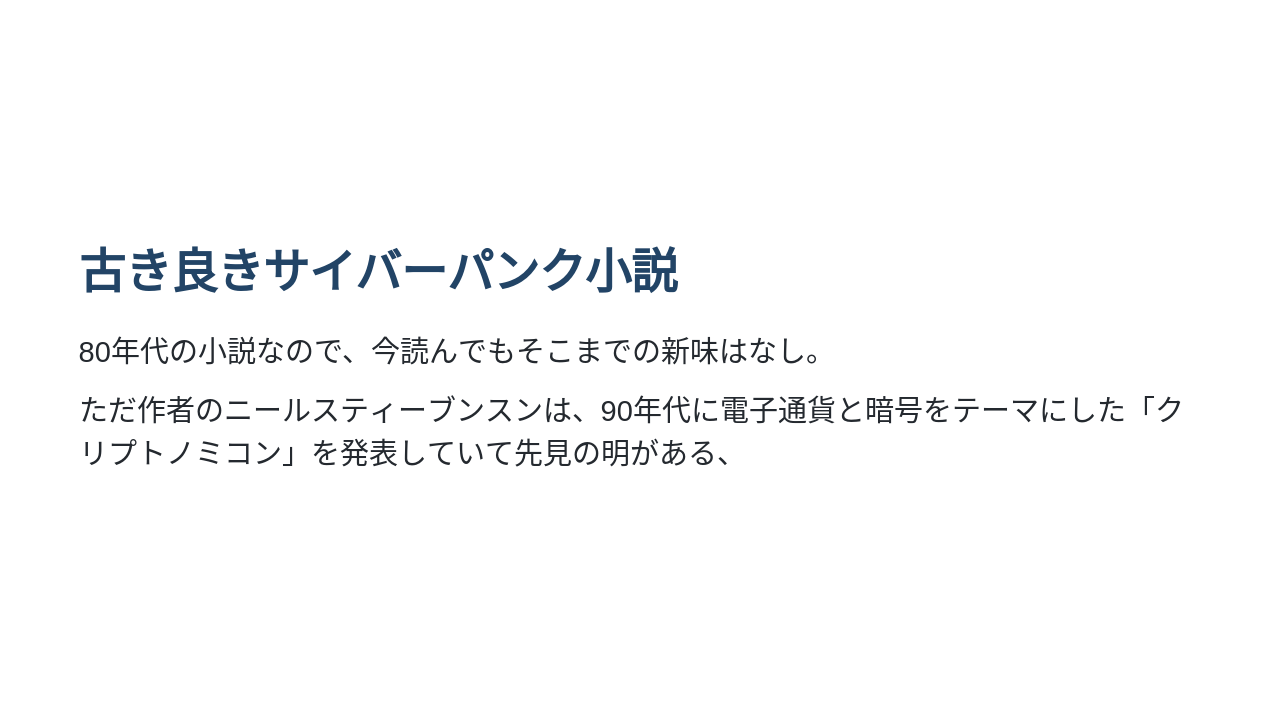 古き良きサイバーパンク小説
80年代の小説なので、今読んでもそこまでの新味はなし。
ただ作者のニールスティーブンスンは、90年代に電子通貨と暗号をテーマにした「ク
リプトノミコン」を発表していて先見の明がある、